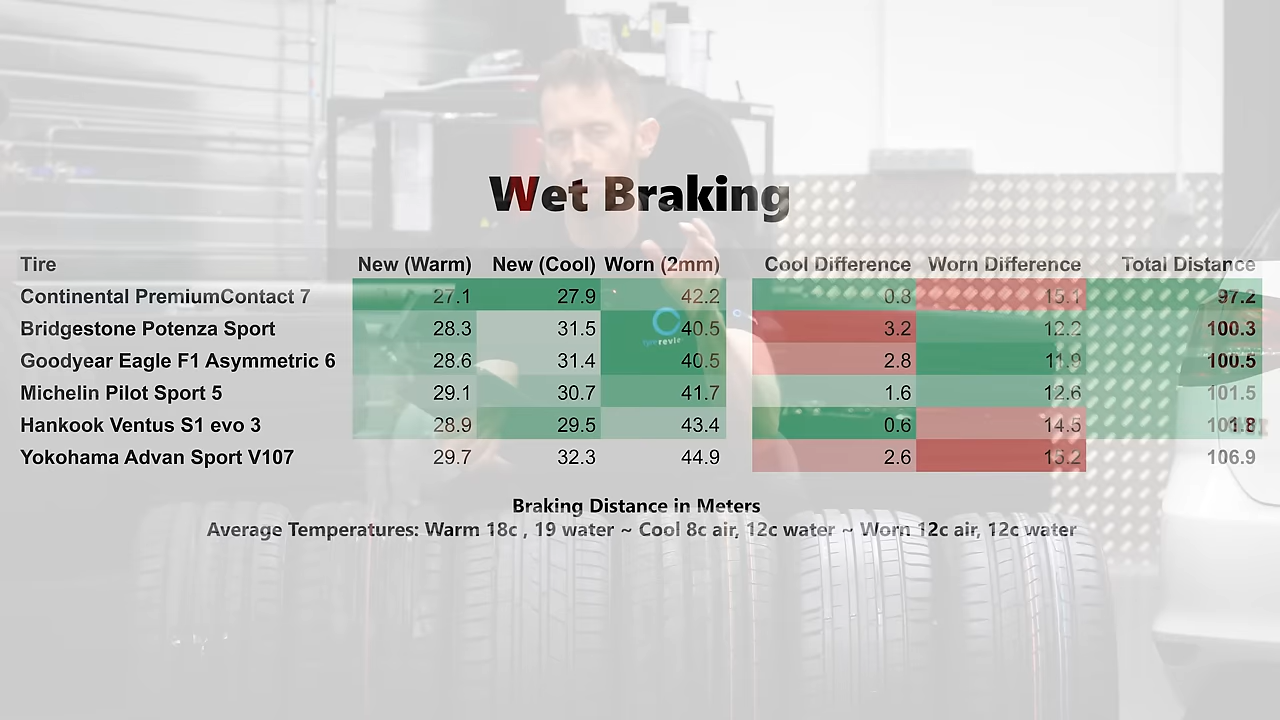 Wet Braking
Tire New (Warm) New (Cool) Worn (2mm) Cool Difference Worn Difference Total Distance
Continental PremiumContact 7 27.1 27.9 42.2 0.8 15.1 97.2
Bridgestone Potenza Sport 28.3 31.5 40.5 3.2 12.2 100.3
Goodyear Eagle F1 Asymmetric 6 28.6 31.4 40.5 2.8 11.9 100.5
Michelin Pilot Sport 5 29.1 30.7 41.7 1.6 12.6 101.5
Hankook Ventus S1 evo 3 28.9 29.5 43.4 0.6 14.5 101.8
Yokohama Advan Sport V107 29.7 32.3 44.9 2.6 15.2 106.9
Braking Distance in Meters
Average Temperatures: Warm 18c , 19 water ~ Cool 8c air, 12c water ~ Worn 12c air, 12c water